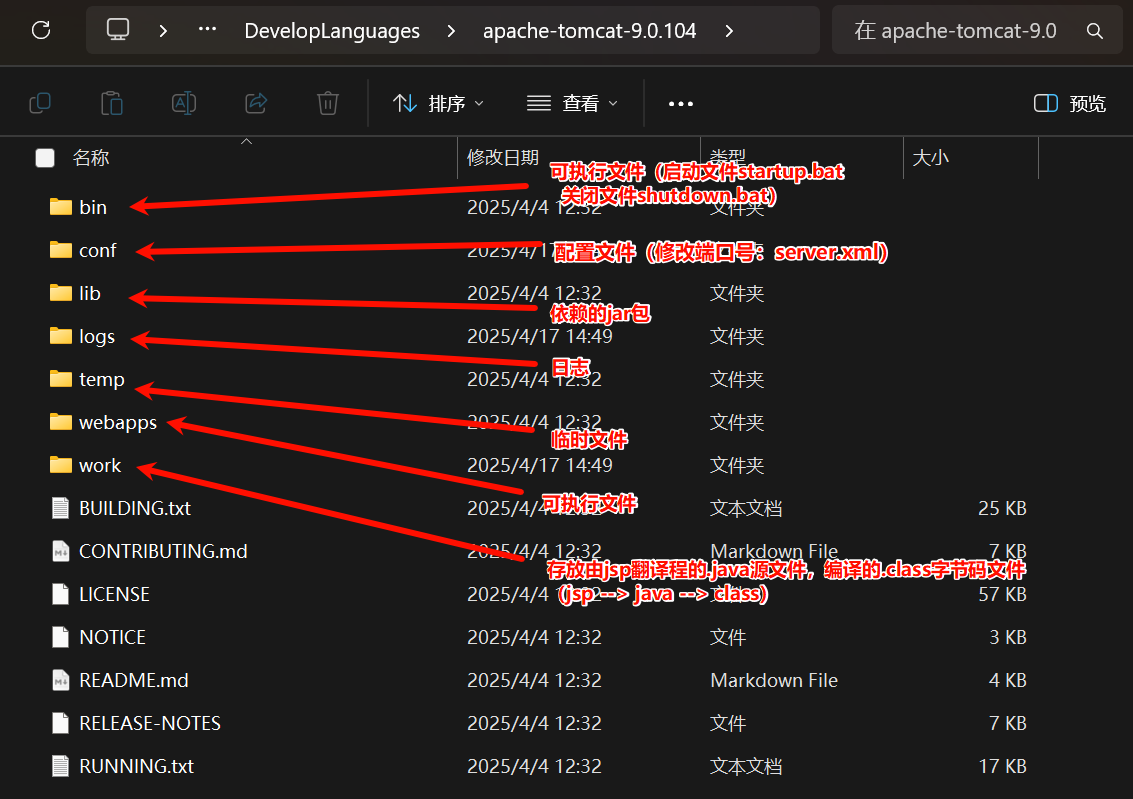 DevelopLanguages
apache-tomcat-9.0.104
在 apache-tomcat-9.0
排序
查看
预览
名称
修改日期
类型
大小
可执行文件（启动文件startup.bat
关闭文件shutdown.bat）
bin
2025/4/4 12:32
文件夹
conf
2025/4/17
配置文件（修改端口号：server.xml）
lib
2025/4/4 12:32
文件夹
依赖的jar包
logs
2025/4/17 14:49
文件夹
日志
temp
2025/4/4 12:32
文件夹
webapps
2025/4/4 12:32
文件夹
临时文件
work
2025/4/17 14:49
文件夹
可执行文件
BUILDING.txt
2025/4/4 12:32
文本文档
25 KB
CONTRIBUTING.md
2025/4/4 12:32
Markdown File
7 KB
存放由jsp翻译程的.java源文件，编译的.class字节码文件
（jsp --> java --> class）
LICENSE
2025/4/4 12:32
文件
57 KB
NOTICE
2025/4/4 12:32
文件
3 KB
README.md
2025/4/4 12:32
Markdown File
4 KB
RELEASE-NOTES
2025/4/4 12:32
文件
7 KB
RUNNING.txt
2025/4/4 12:32
文本文档
17 KB